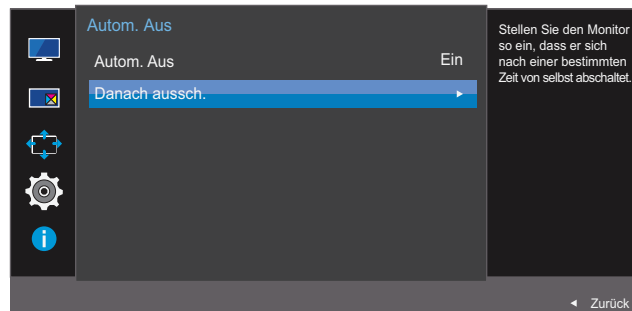 Autom. Aus
Autom. Aus Ein
Danach aussch.
Stellen Sie den Monitor
so ein, dass er sich
nach einer bestimmten
Zeit von selbst abschaltet.
Zurück